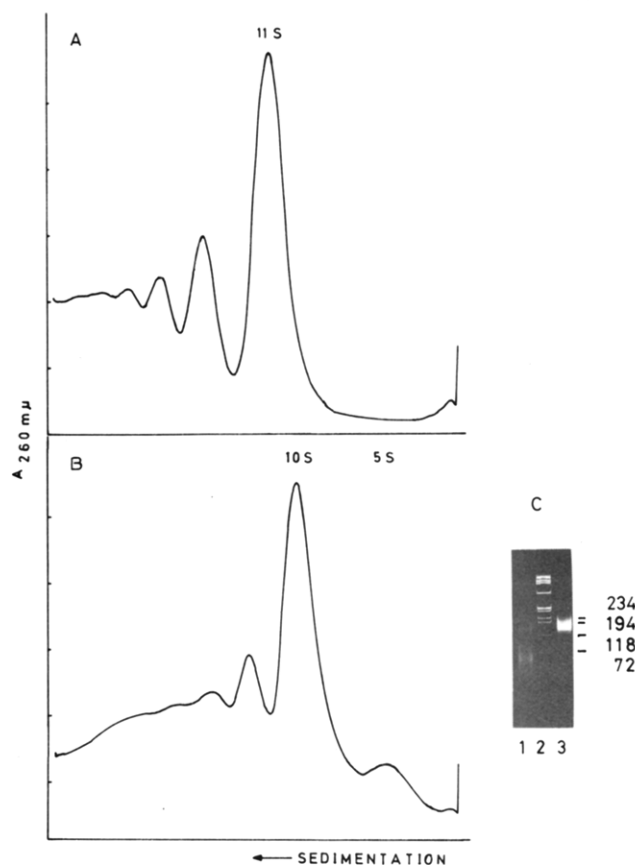 A
11 S
A 260 mμ
B
10 S
5 S
C
234
194
118
72
1 2 3
← SEDIMENTATION